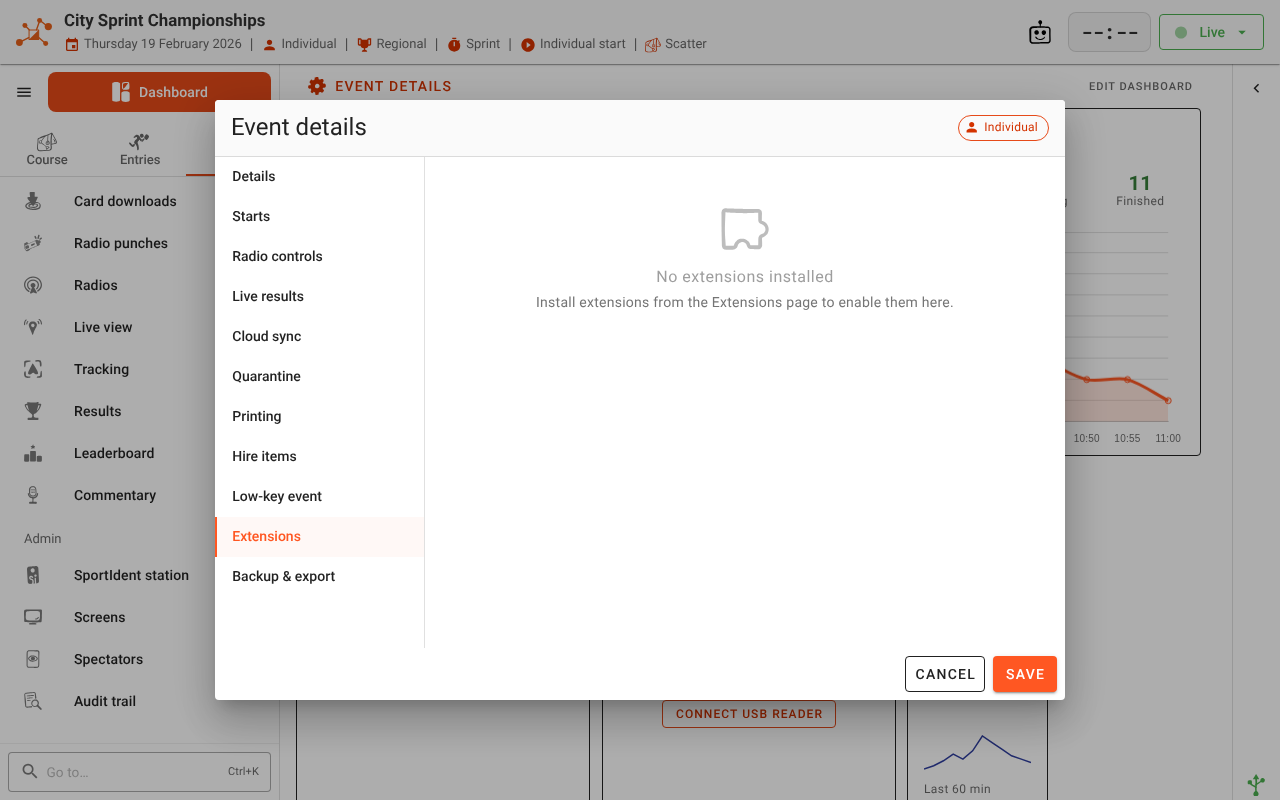 City Sprint Championships
Thursday 19 February 2026 | Individual | Regional | Sprint | Individual start | Scatter
--:--
Live
Dashboard
EVENT DETAILS
EDIT DASHBOARD
Course
Entries
Card downloads
Radio punches
Radios
Live view
Tracking
Results
Leaderboard
Commentary
Admin
SportIdent station
Screens
Spectators
Audit trail
Go to...
Ctrl+K
Event details
Individual
Details
Starts
Radio controls
Live results
Cloud sync
Quarantine
Printing
Hire items
Low-key event
Extensions
Backup & export
No extensions installed
Install extensions from the Extensions page to enable them here.
CANCEL
SAVE
11
Finished
10:50 10:55 11:00
CONNECT USB READER
Last 60 min